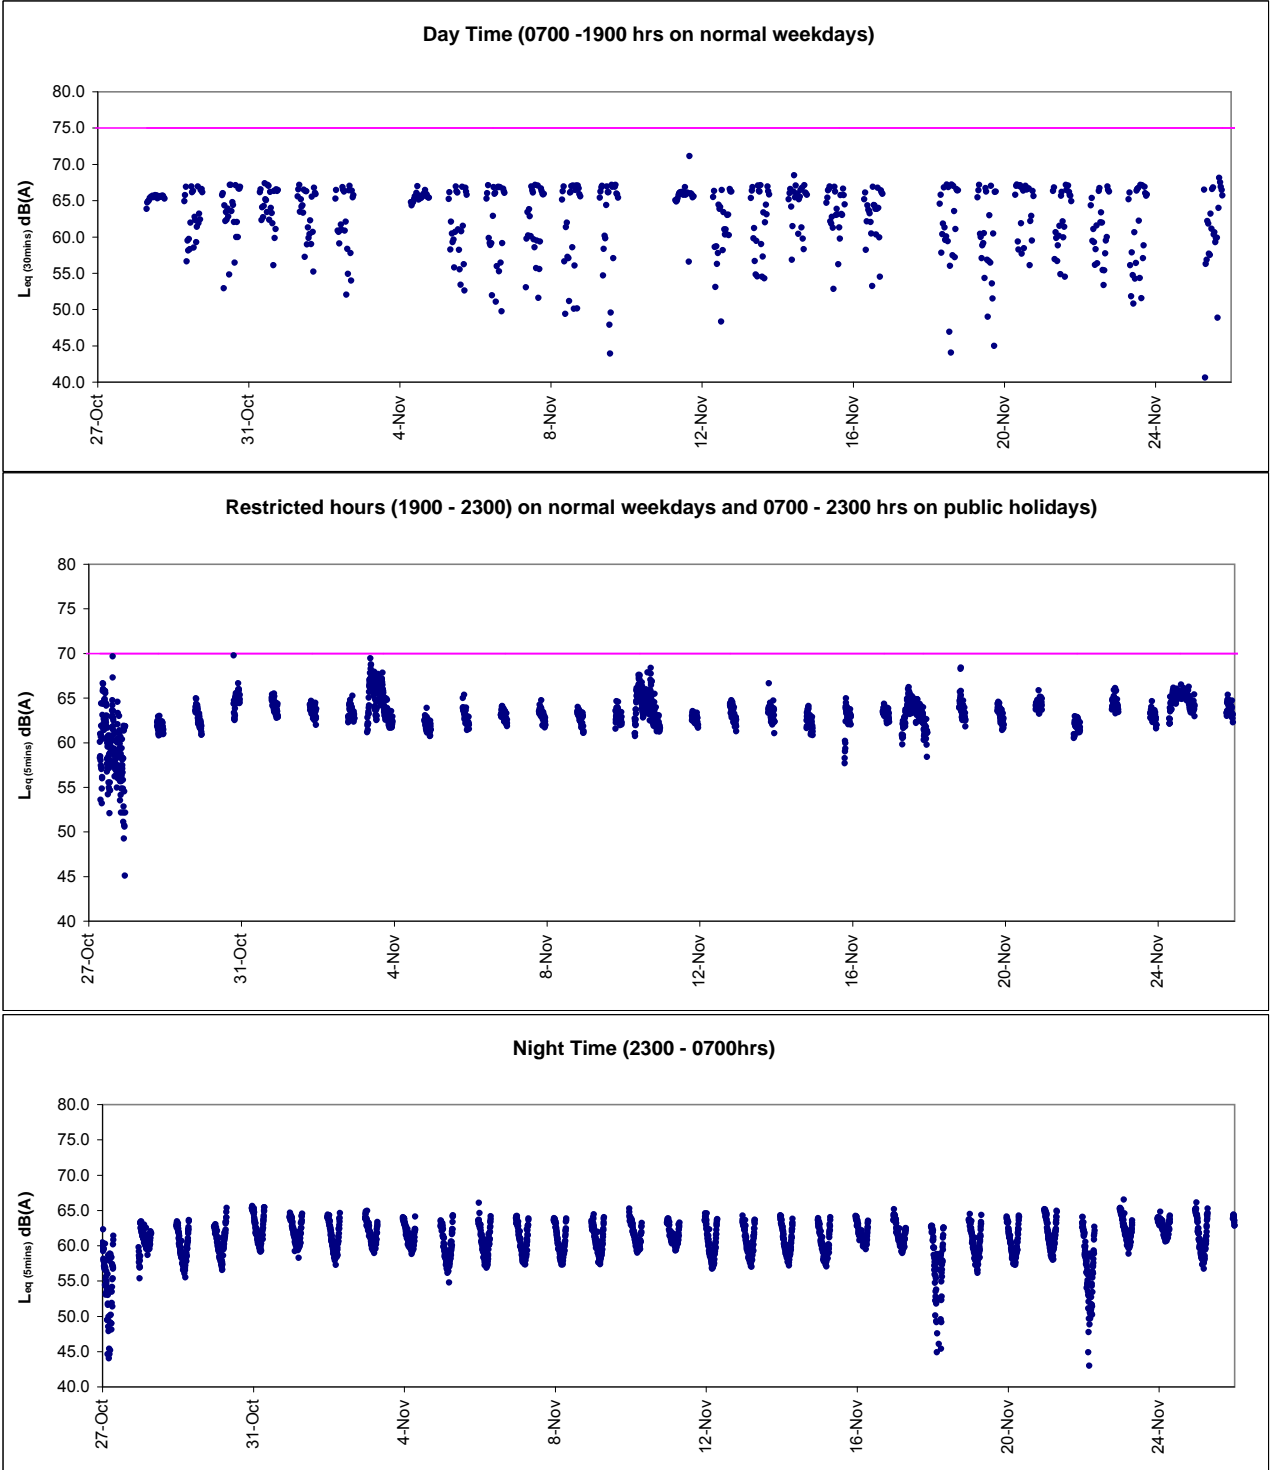 Day Time (0700 -1900 hrs on normal weekdays)
Leq (30mins) dB(A)
80.0
75.0
70.0
65.0
60.0
55.0
50.0
45.0
40.0
27-Oct
31-Oct
4-Nov
8-Nov
12-Nov
16-Nov
20-Nov
24-Nov
Restricted hours (1900 - 2300) on normal weekdays and 0700 - 2300 hrs on public holidays)
Leq (5mins) dB(A)
80
75
70
65
60
55
50
45
40
27-Oct
31-Oct
4-Nov
8-Nov
12-Nov
16-Nov
20-Nov
24-Nov
Night Time (2300 - 0700hrs)
Leq (5mins) dB(A)
80.0
75.0
70.0
65.0
60.0
55.0
50.0
45.0
40.0
27-Oct
31-Oct
4-Nov
8-Nov
12-Nov
16-Nov
20-Nov
24-Nov